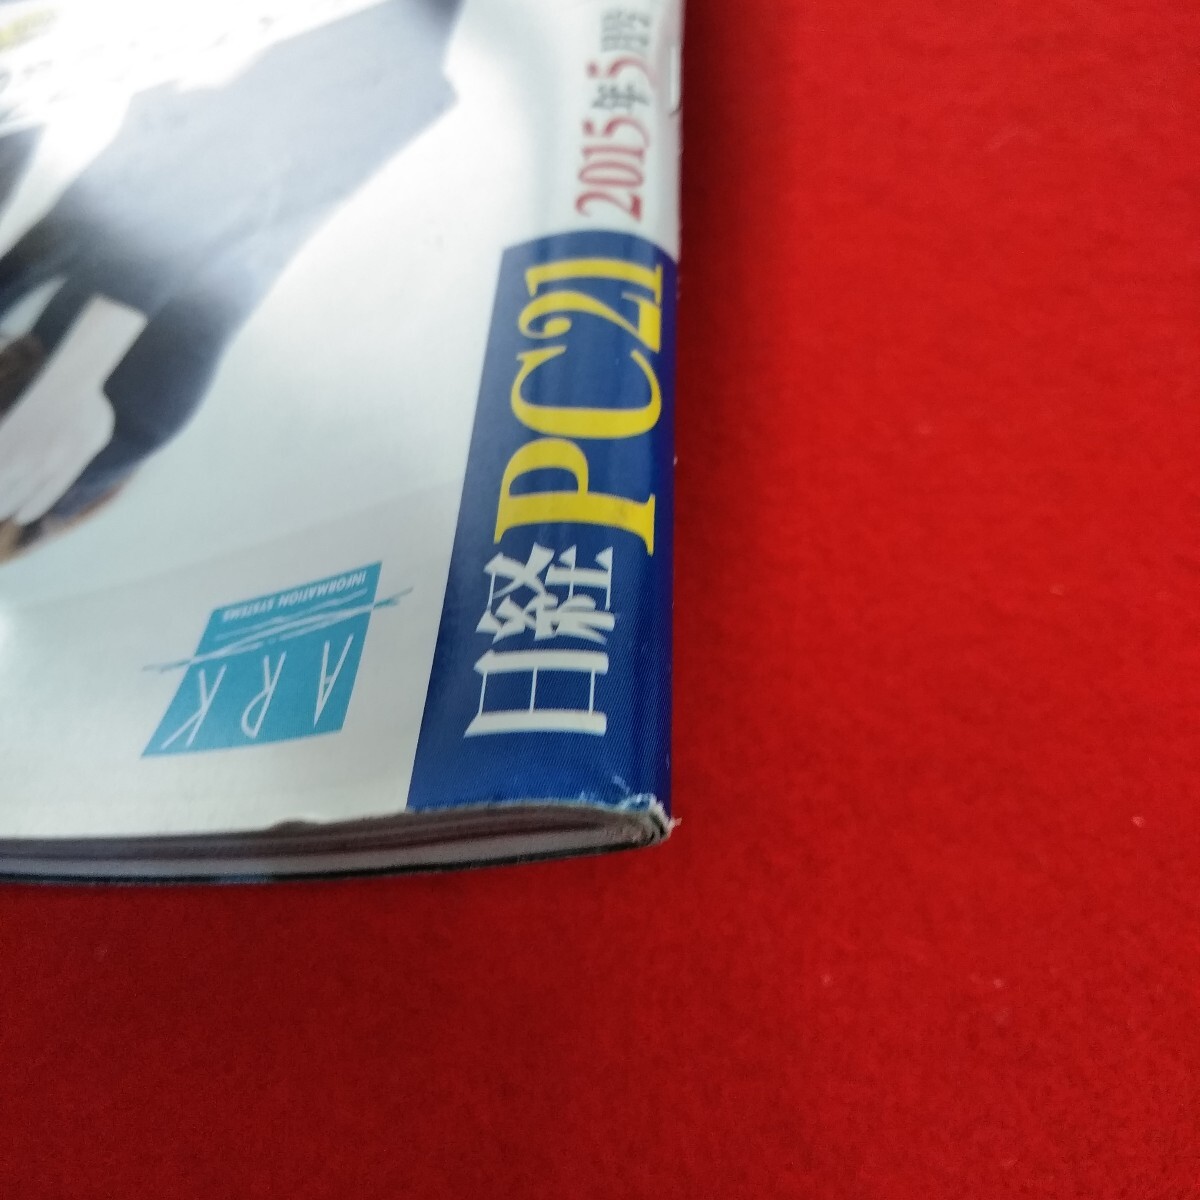 日経PC21
2015年5月号
ARK
INFORMATION SYSTEMS